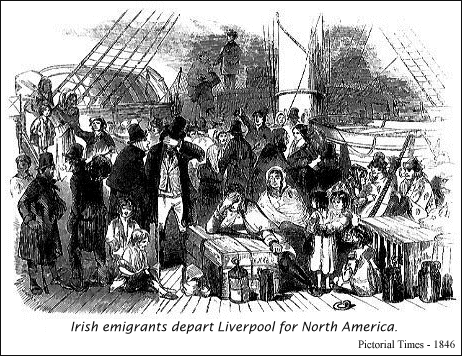 Irish emigrants depart Liverpool for North America.
Pictorial Times - 1846